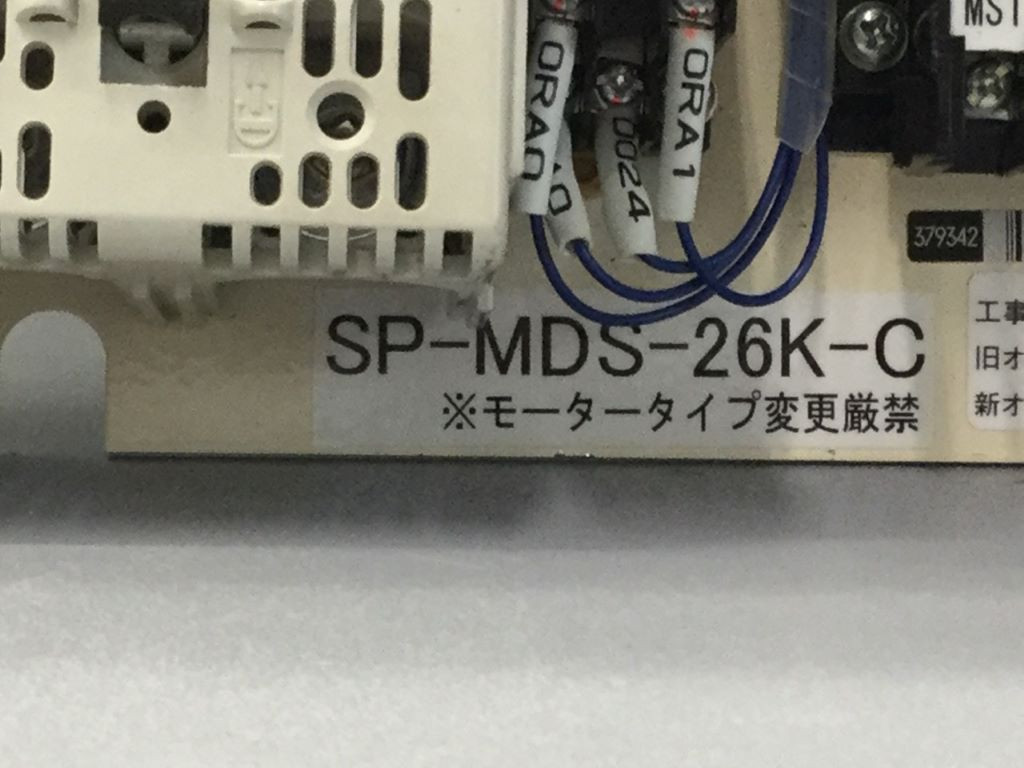 MST
ORA0
A0
0024
ORA1
379342
SP-MDS-26K-C
※モータータイプ変更厳禁
工事
旧オ
新オ